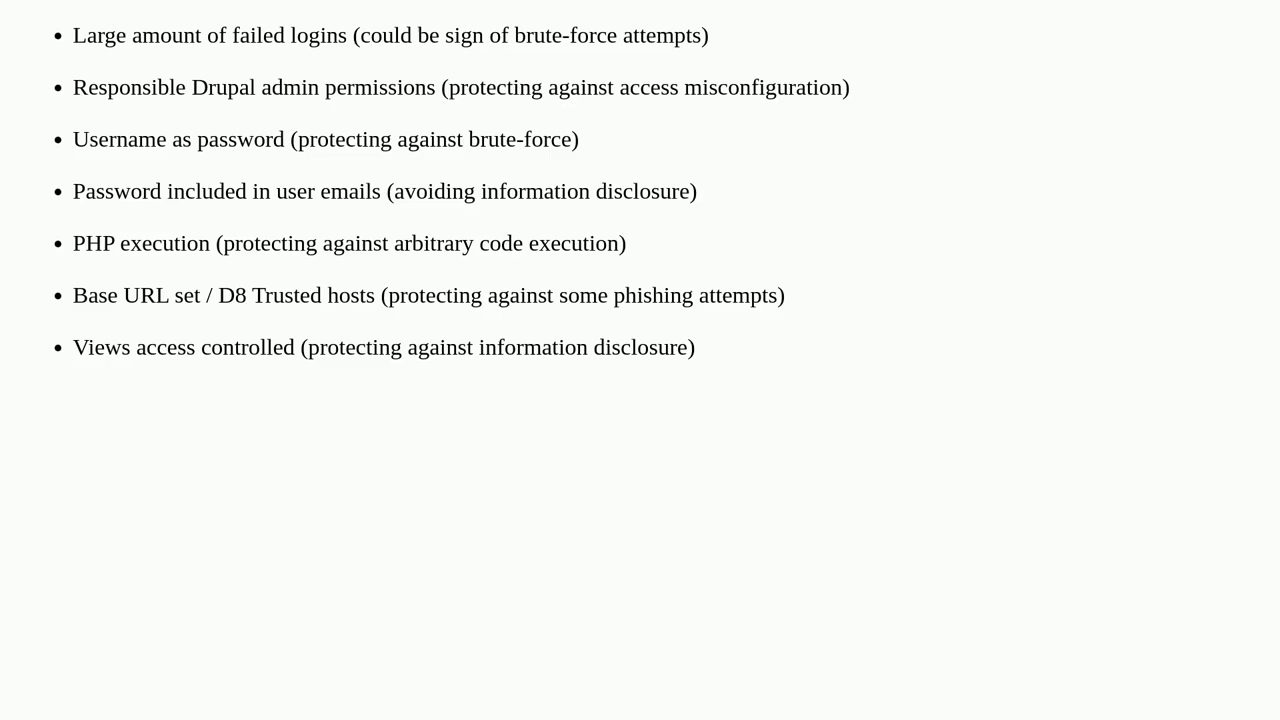 • Large amount of failed logins (could be sign of brute-force attempts)
• Responsible Drupal admin permissions (protecting against access misconfiguration)
• Username as password (protecting against brute-force)
• Password included in user emails (avoiding information disclosure)
• PHP execution (protecting against arbitrary code execution)
• Base URL set / D8 Trusted hosts (protecting against some phishing attempts)
• Views access controlled (protecting against information disclosure)